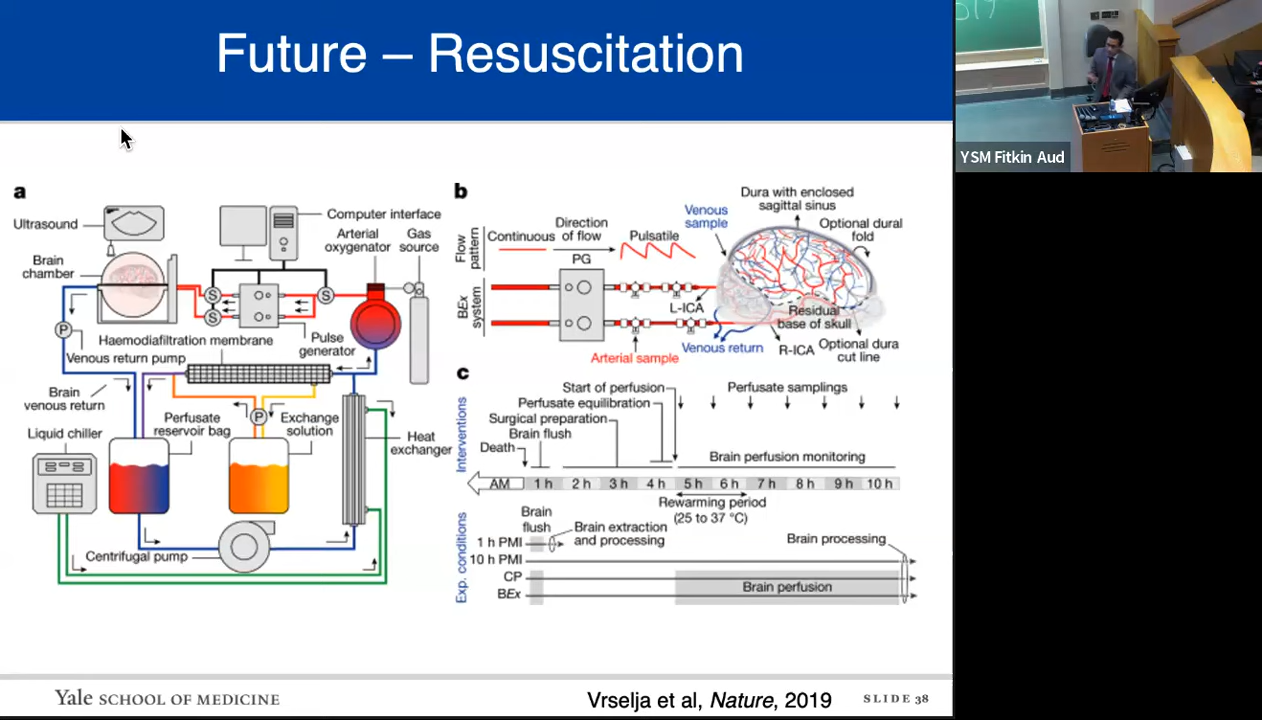 Future – Resuscitation
YSM Fitkin Aud
a
Ultrasound
Computer interface
Arterial
oxygenator
Gas
source
Brain
chamber
S
S
S
P
Haemodiafiltration membrane
Pulse
generator
Venous return pump
Brain
venous return
P
Perfusate
reservoir bag
Exchange
solution
Liquid chiller
Heat
exchanger
Centrifugal pump
b
Dura with enclosed
sagittal sinus
Venous
sample
Optional dural
fold
Flow
pattern
Continuous
Direction
of flow
Pulsatile
PG
BEx
system
L-ICA
Residual
base of skull
Arterial sample
Venous return
R-ICA
Optional dura
cut line
c
Interventions
Start of perfusion
Perfusate samplings
Perfusate equilibration
Surgical preparation
Brain flush
Death
Brain perfusion monitoring
AM 1 h 2 h 3 h 4 h 5 h 6 h 7 h 8 h 9 h 10 h
Rewarming period
(25 to 37 °C)
Exp. conditions
Brain
flush
Brain extraction
and processing
Brain processing
1 h PMI
10 h PMI
CP
BEx
Brain perfusion
Yale SCHOOL OF MEDICINE
Vrselja et al, Nature, 2019
SLIDE 38